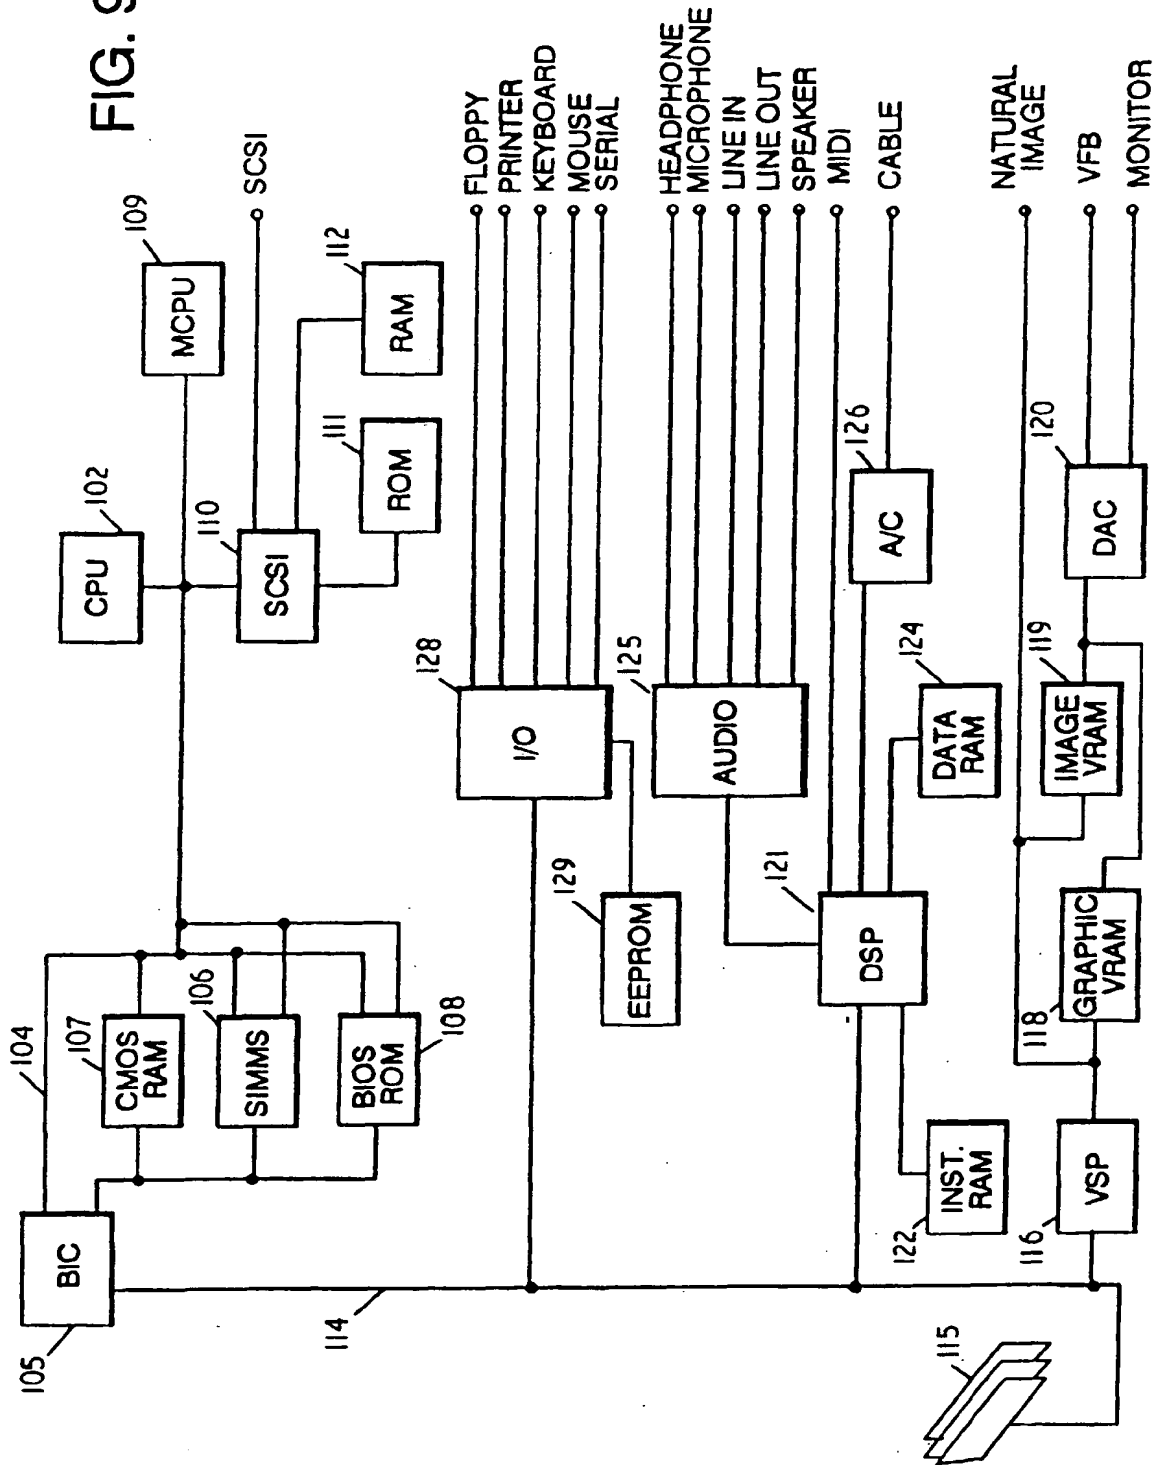 FIG. 9
109
MCPU
SCSI
112
RAM
111
ROM
102
CPU
110
SCSI
104
107
CMOS
RAM
106
SIMMS
108
BIOS
ROM
BIC
105
114
128
I/O
FLOPPY
PRINTER
KEYBOARD
MOUSE
SERIAL
129
EEPROM
125
AUDIO
HEADPHONE
MICROPHONE
LINE IN
LINE OUT
SPEAKER
MIDI
CABLE
126
A/C
121
DSP
124
DATA
RAM
122
INST.
RAM
NATURAL
IMAGE
VFB
MONITOR
120
DAC
119
IMAGE
VRAM
118
GRAPHIC
VRAM
116
VSP
115